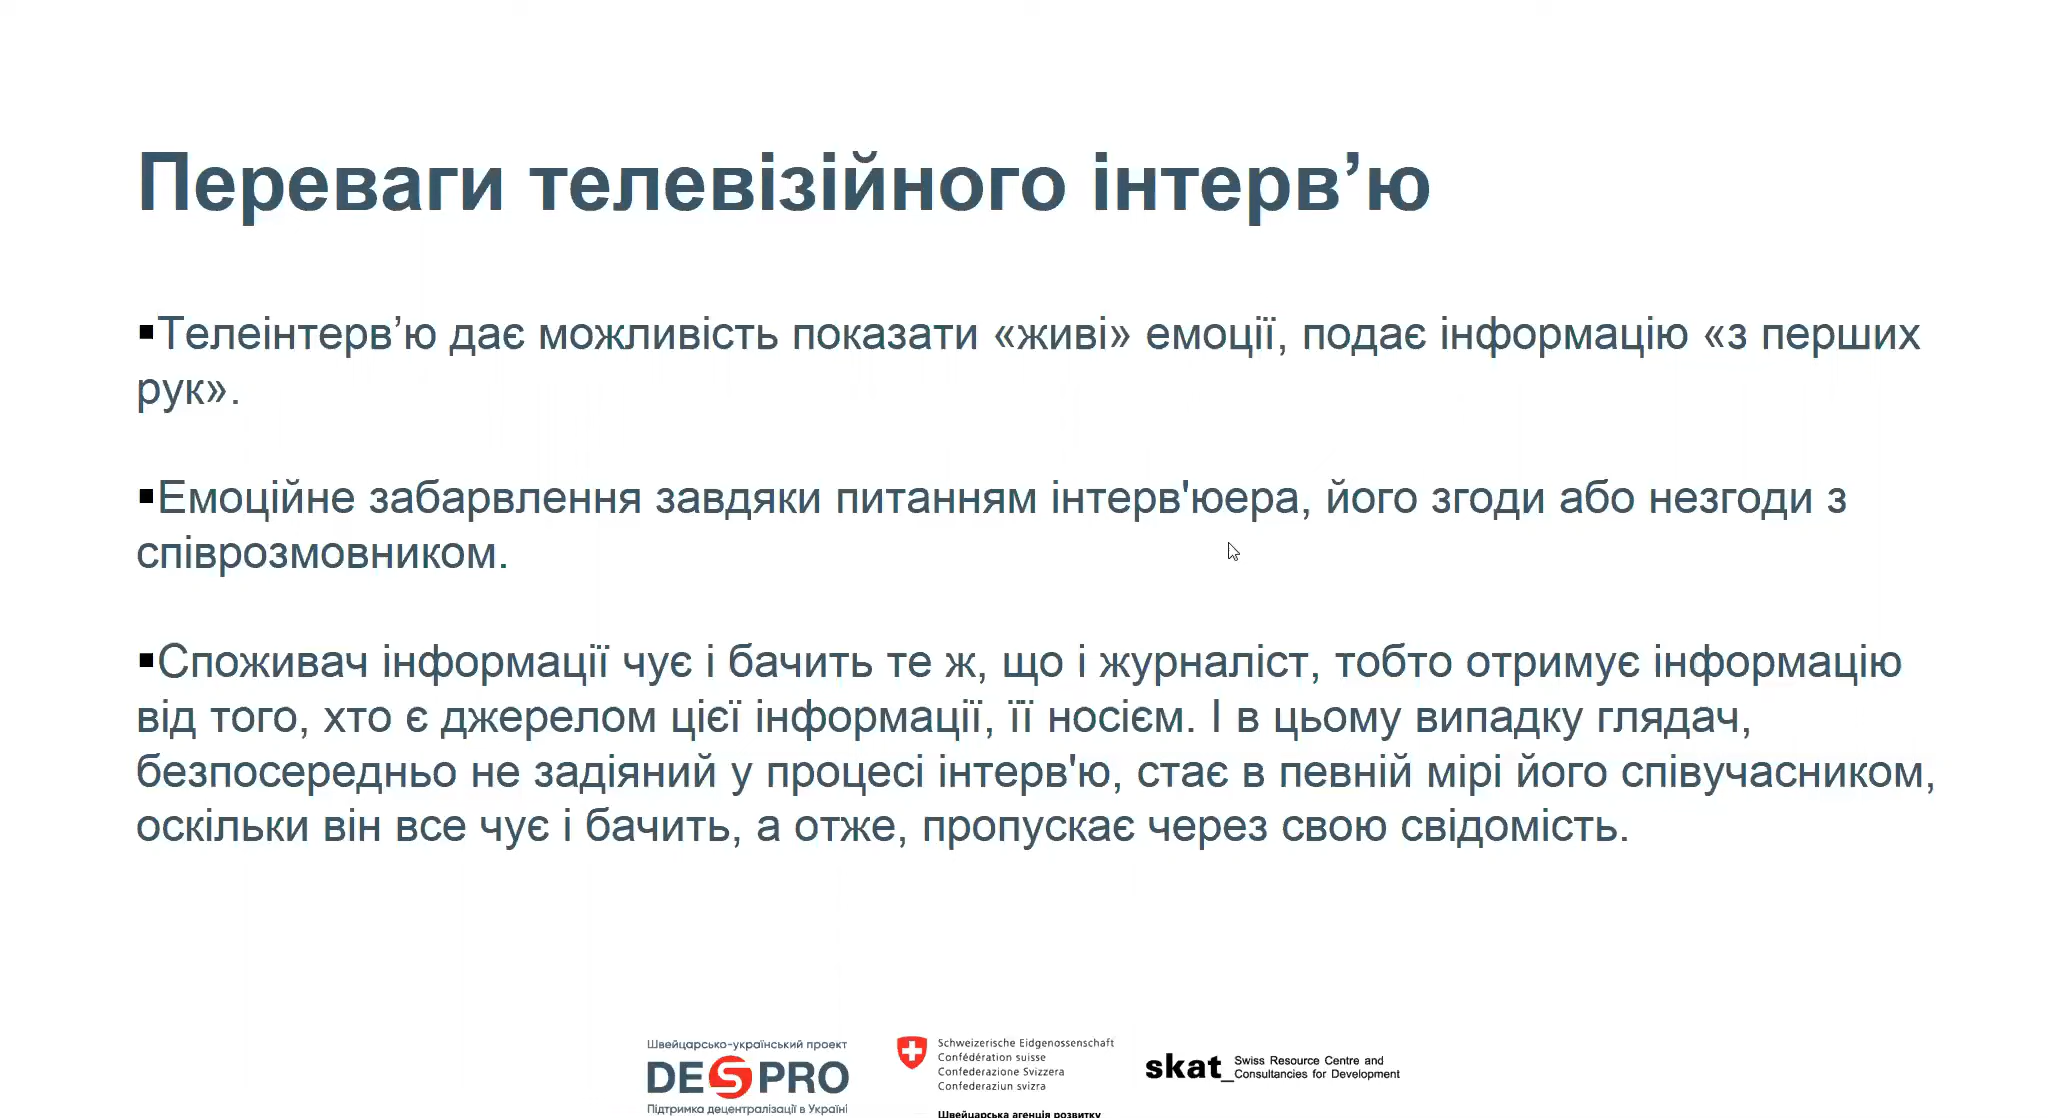 Переваги телевізійного інтерв’ю
▪Телеінтерв’ю дає можливість показати «живі» емоції, подає інформацію «з перших
рук».
▪Емоційне забарвлення завдяки питанням інтерв'юера, його згоди або незгоди з
співрозмовником.
▪Споживач інформації чує і бачить те ж, що і журналіст, тобто отримує інформацію
від того, хто є джерелом цієї інформації, її носієм. І в цьому випадку глядач,
безпосередньо не задіяний у процесі інтерв'ю, стає в певній мірі його співучасником,
оскільки він все чує і бачить, а отже, пропускає через свою свідомість.
Швейцарсько-український проект
DESPRO
Підтримка децентралізації в Україні
Schweizerische Eidgenossenschaft
Confédération suisse
Confederazione Svizzera
Confederaziun svizra
Швейцарська агенція розвитку
skat_ Swiss Resource Centre and
Consultancies for Development